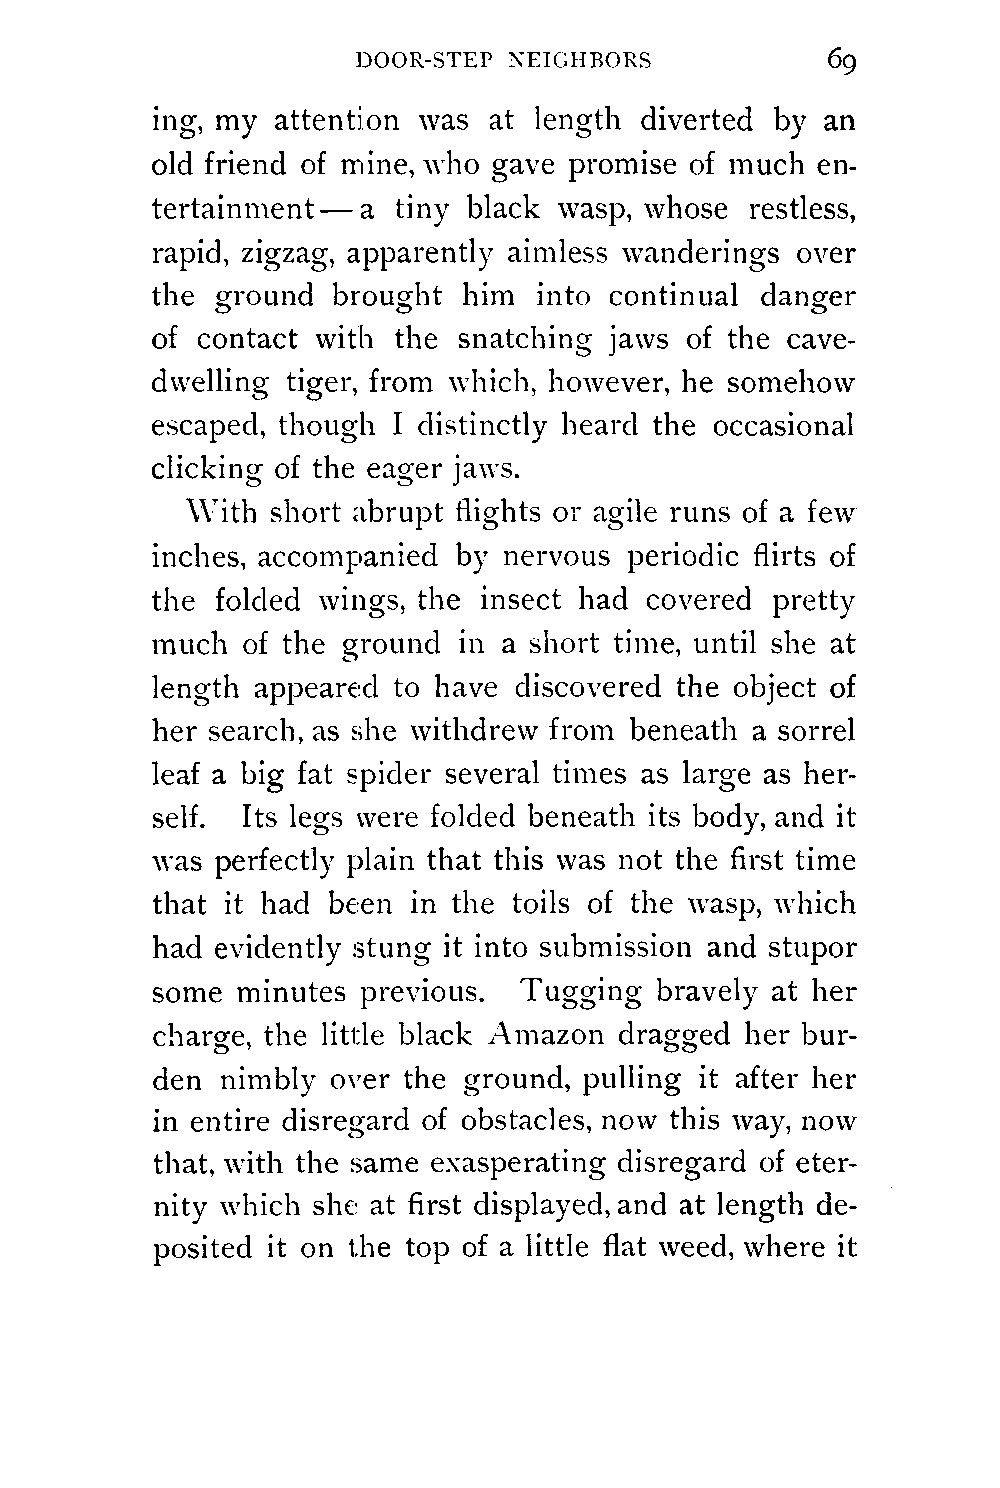 DOOR-STEP NEIGHBORS 69
ing, my attention was at length diverted by an
old friend of mine, who gave promise of much en-
tertainment — a tiny black wasp, whose restless,
rapid, zigzag, apparently aimless wanderings over
the ground brought him into continual danger
of contact with the snatching jaws of the cave-
dwelling tiger, from which, however, he somehow
escaped, though I distinctly heard the occasional
clicking of the eager jaws.
With short abrupt flights or agile runs of a few
inches, accompanied by nervous periodic flirts of
the folded wings, the insect had covered pretty
much of the ground in a short time, until she at
length appeared to have discovered the object of
her search, as she withdrew from beneath a sorrel
leaf a big fat spider several times as large as her-
self. Its legs were folded beneath its body, and it
was perfectly plain that this was not the first time
that it had been in the toils of the wasp, which
had evidently stung it into submission and stupor
some minutes previous. Tugging bravely at her
charge, the little black Amazon dragged her bur-
den nimbly over the ground, pulling it after her
in entire disregard of obstacles, now this way, now
that, with the same exasperating disregard of eter-
nity which she at first displayed, and at length de-
posited it on the top of a little flat weed, where it